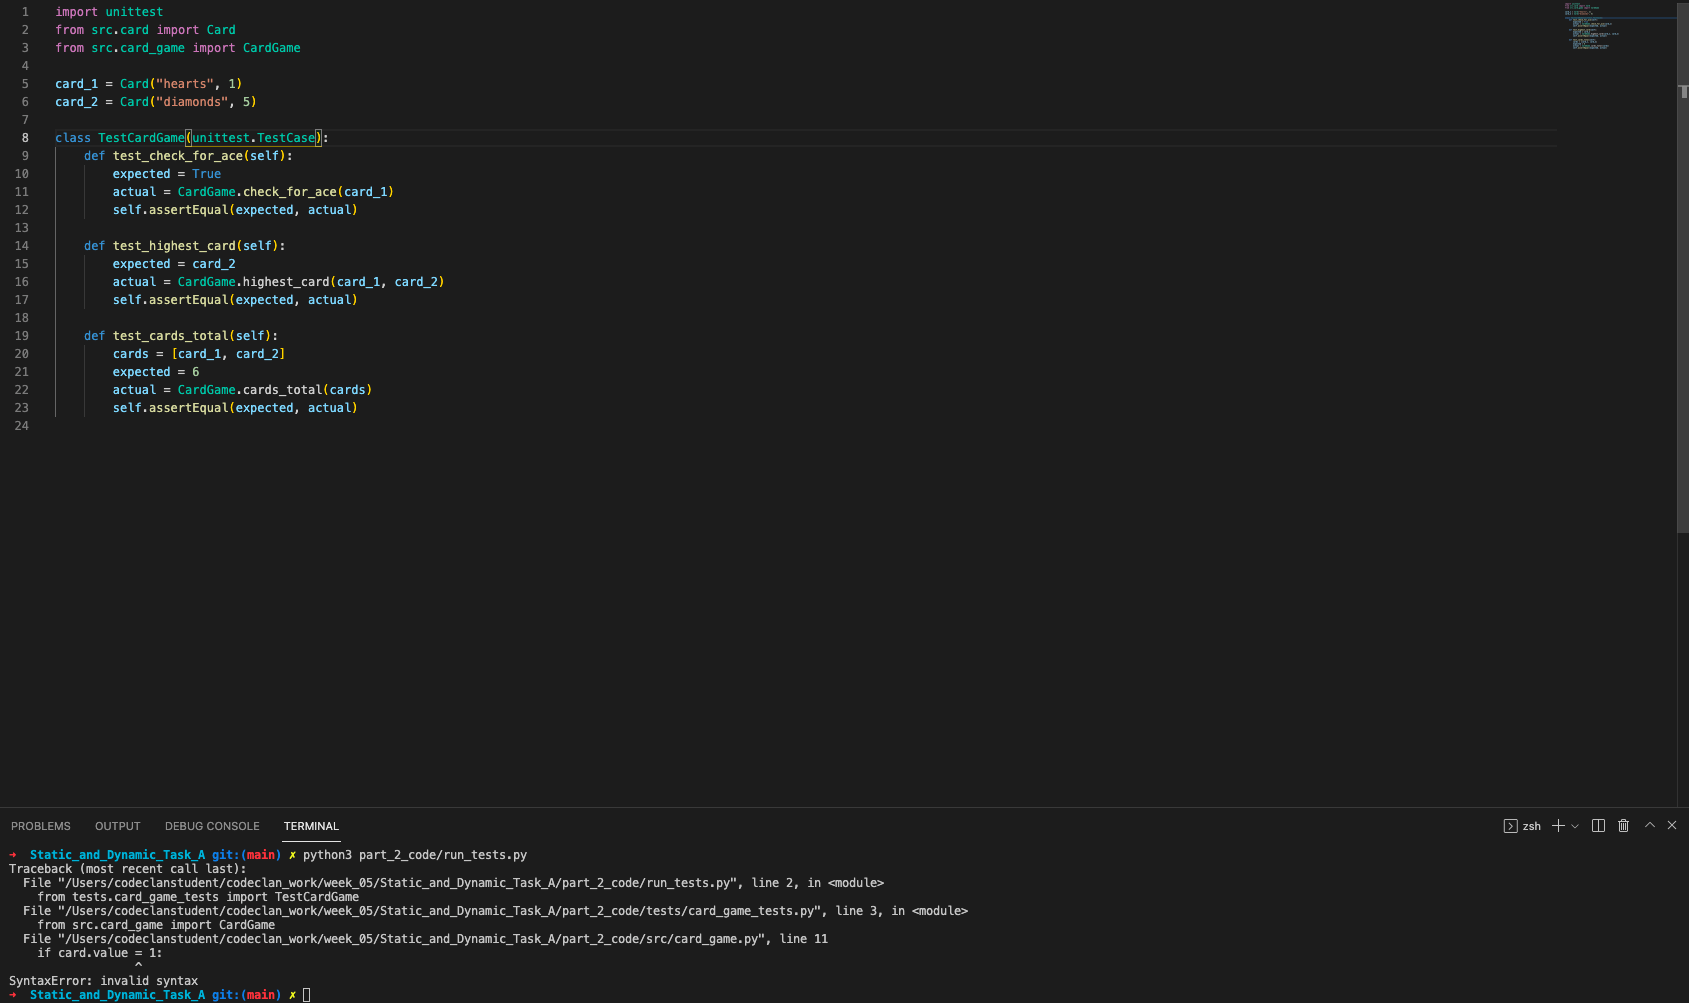 1 import unittest
2 from src.card import Card
3 from src.card_game import CardGame
4
5 card_1 = Card("hearts", 1)
6 card_2 = Card("diamonds", 5)
7
8 class TestCardGame(unittest.TestCase):
9     def test_check_for_ace(self):
10         expected = True
11         actual = CardGame.check_for_ace(card_1)
12         self.assertEqual(expected, actual)
13
14     def test_highest_card(self):
15         expected = card_2
16         actual = CardGame.highest_card(card_1, card_2)
17         self.assertEqual(expected, actual)
18
19     def test_cards_total(self):
20         cards = [card_1, card_2]
21         expected = 6
22         actual = CardGame.cards_total(cards)
23         self.assertEqual(expected, actual)
24
PROBLEMS OUTPUT DEBUG CONSOLE TERMINAL zsh
➜  Static_and_Dynamic_Task_A git:(main) ✗ python3 part_2_code/run_tests.py
Traceback (most recent call last):
  File "/Users/codeclanstudent/codeclan_work/week_05/Static_and_Dynamic_Task_A/part_2_code/run_tests.py", line 2, in <module>
    from tests.card_game_tests import TestCardGame
  File "/Users/codeclanstudent/codeclan_work/week_05/Static_and_Dynamic_Task_A/part_2_code/tests/card_game_tests.py", line 3, in <module>
    from src.card_game import CardGame
  File "/Users/codeclanstudent/codeclan_work/week_05/Static_and_Dynamic_Task_A/part_2_code/src/card_game.py", line 11
    if card.value = 1:
                  ^
SyntaxError: invalid syntax
➜  Static_and_Dynamic_Task_A git:(main) ✗